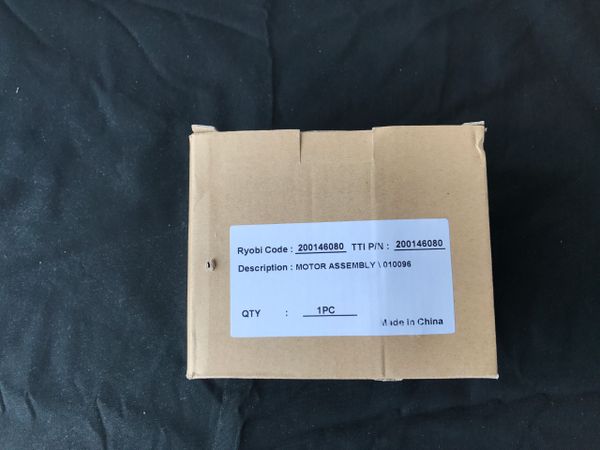 Ryobi Code : 200146080 TTI P/N : 200146080
Description : MOTOR ASSEMBLY \ 010096
QTY : 1PC
Made in China